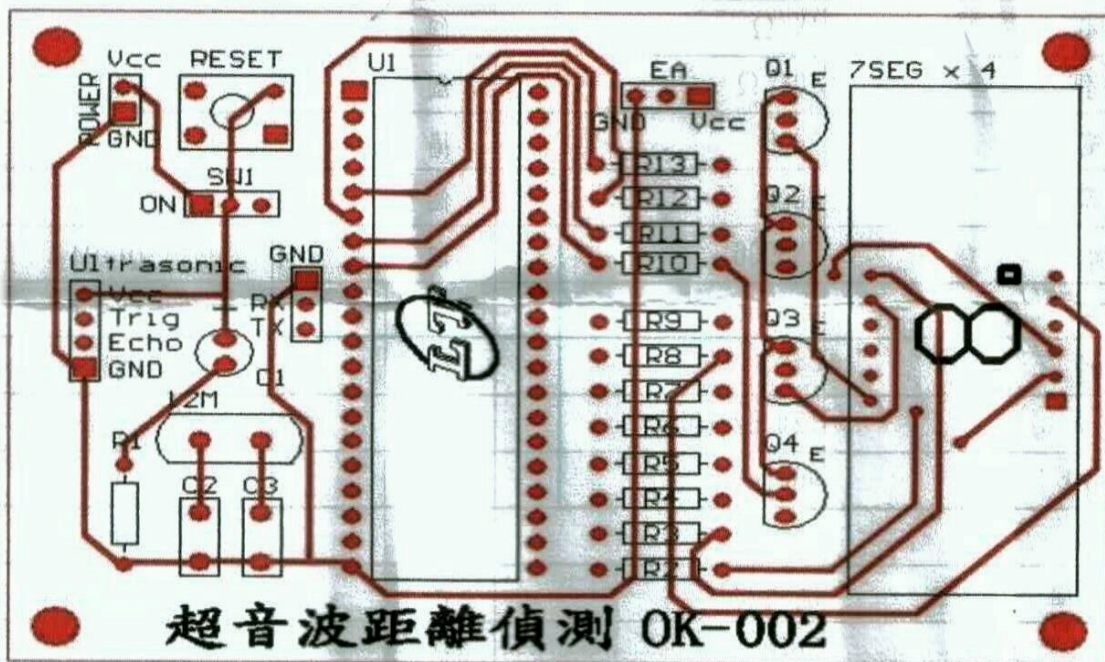 Vcc
POWER
GND
RESET
SW1
ON
U1
EA
GND
Vcc
Q1
E
7SEG x 4
R13
R12
R11
R10
R9
R8
R7
R6
R5
R4
R3
R2
Q2
E
Q3
E
Q4
E
Ultrasonic
Vcc
Trig
Echo
GND
GND
RX
TX
+
C1
12M
R1
C2
C3
超音波距離偵測 OK-002